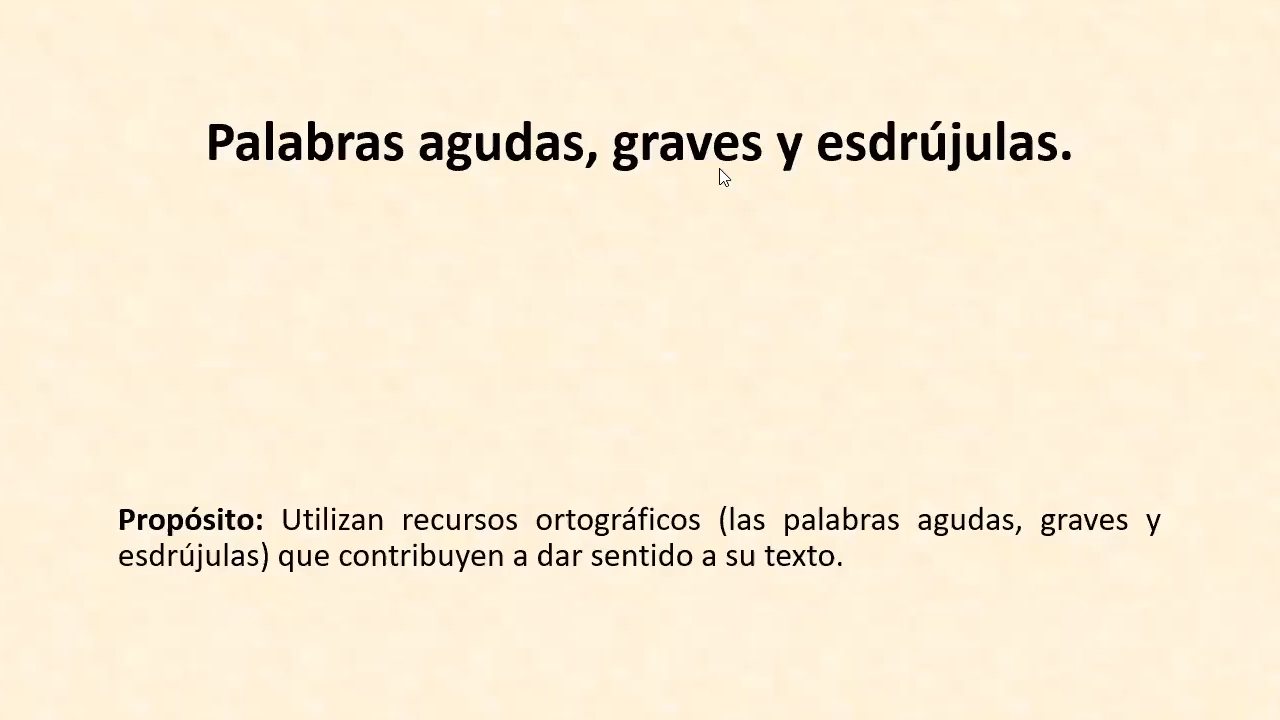 Palabras agudas, graves y esdrújulas.
Propósito: Utilizan recursos ortográficos (las palabras agudas, graves y
esdrújulas) que contribuyen a dar sentido a su texto.